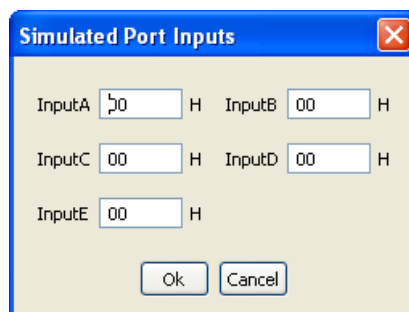 Simulated Port Inputs
InputA 00 H InputB 00 H
InputC 00 H InputD 00 H
InputE 00 H
Ok Cancel